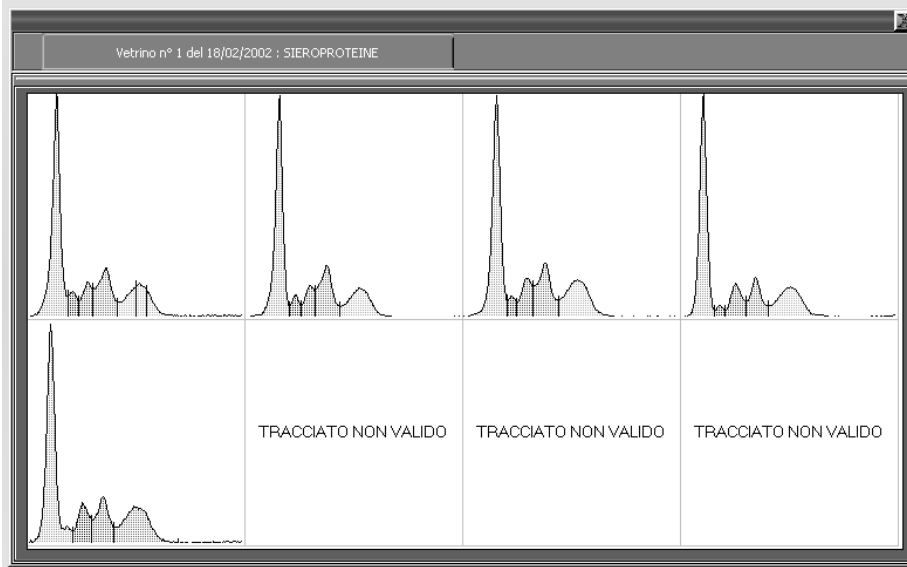 Vetrino n° 1 del 18/02/2002 : SIEROPROTEINE
TRACCIATO NON VALIDO
TRACCIATO NON VALIDO
TRACCIATO NON VALIDO